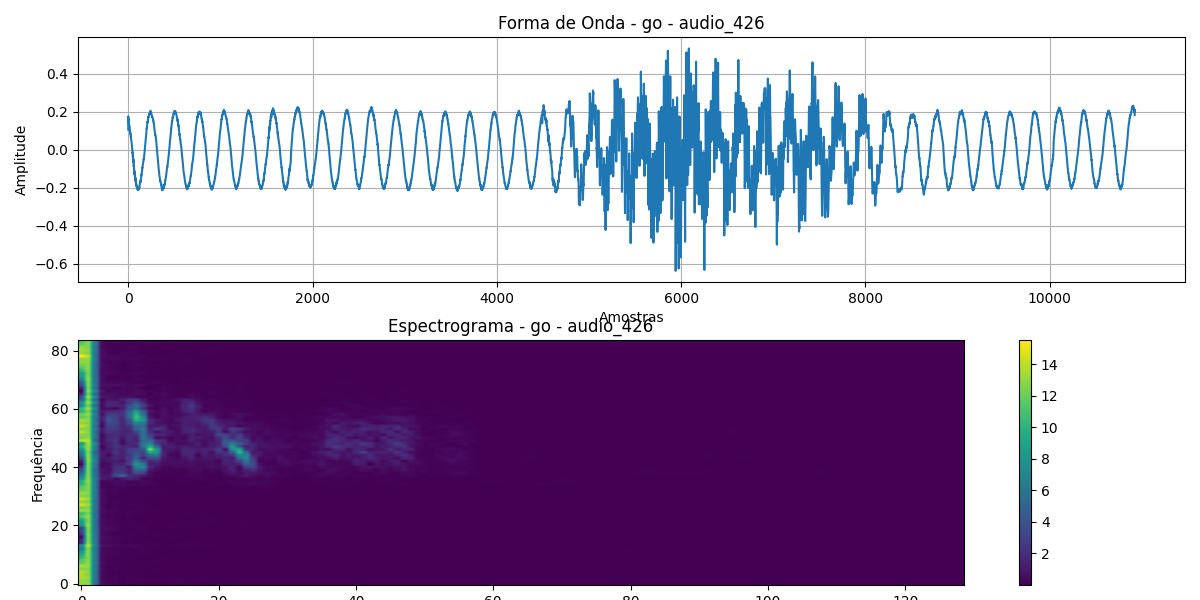 Forma de Onda - go - audio_426
Amplitude
0.4
0.2
0.0
−0.2
−0.4
−0.6
0 2000 4000 6000 8000 10000
Amostras
Espectrograma - go - audio_426
Frequência
80
60
40
20
0
0 20 40 60 80 100 120
14
12
10
8
6
4
2